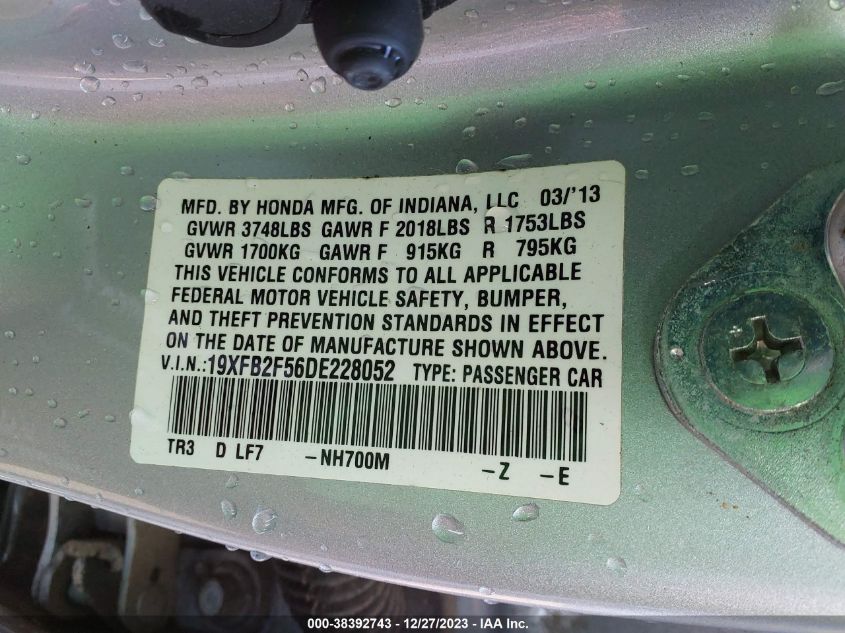 MFD. BY HONDA MFG. OF INDIANA, LLC 03/'13
GVWR 3748LBS GAWR F 2018LBS R 1753LBS
GVWR 1700KG GAWR F 915KG R 795KG
THIS VEHICLE CONFORMS TO ALL APPLICABLE
FEDERAL MOTOR VEHICLE SAFETY, BUMPER,
AND THEFT PREVENTION STANDARDS IN EFFECT
ON THE DATE OF MANUFACTURE SHOWN ABOVE.
V.I.N.:19XFB2F56DE228052 TYPE: PASSENGER CAR
TR3 D LF7 -NH700M -Z -E
000-38392743 - 12/27/2023 - IAA Inc.